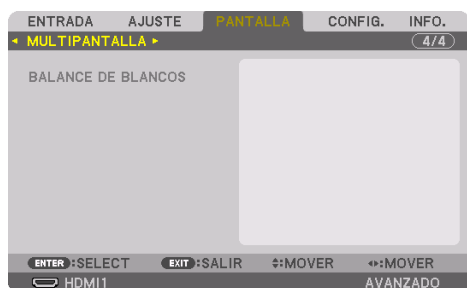 ENTRADA AJUSTE PANTALLA CONFIG. INFO.
MULTIPANTALLA 4/4
BALANCE DE BLANCOS
ENTER :SELECT EXIT :SALIR :MOVER :MOVER
HDMI1 AVANZADO